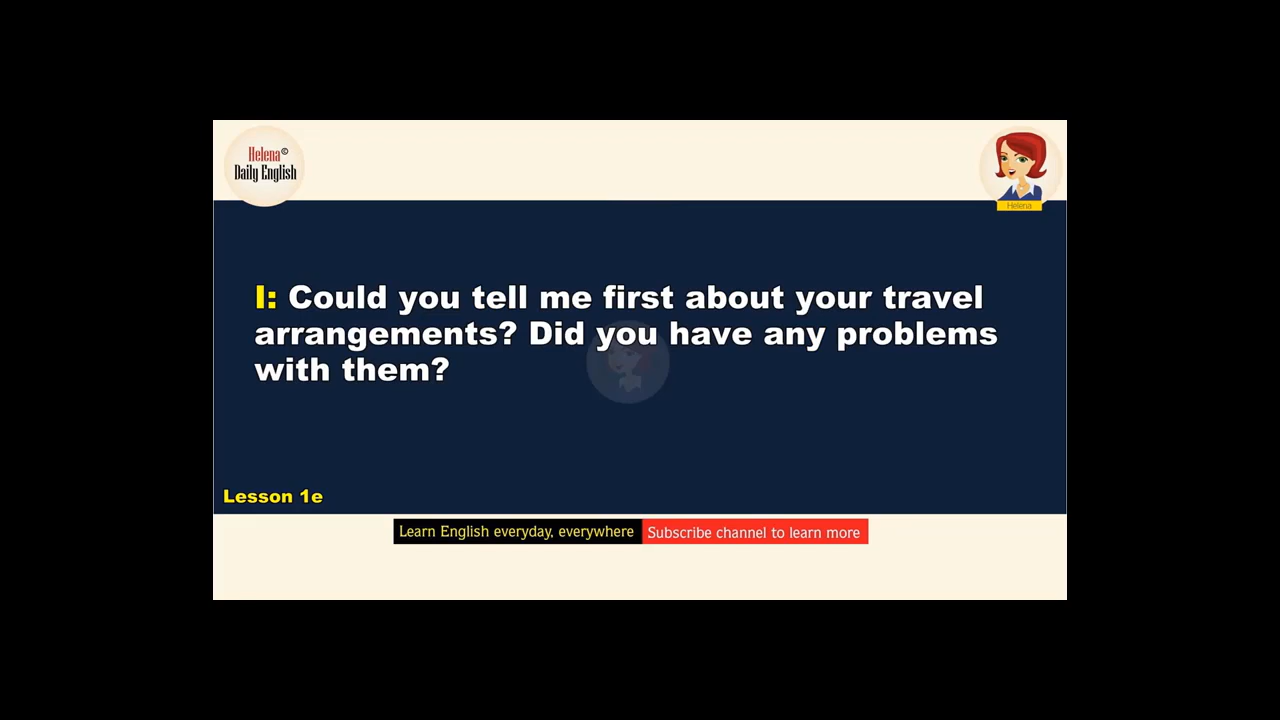 Helena©
Daily English
Helena
I: Could you tell me first about your travel
arrangements? Did you have any problems
with them?
Lesson 1e
Learn English everyday, everywhere
Subscribe channel to learn more